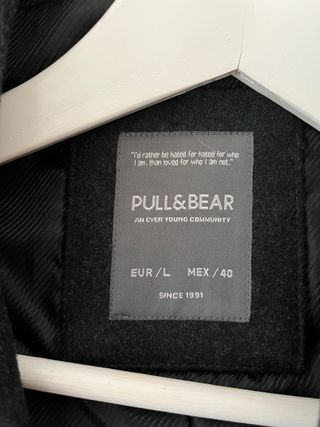 "I'd rather be hated for hated for who
I am, than loved for who I am not."
PULL&BEAR
AN EVER YOUNG COMMUNITY
EUR/L MEX/40
SINCE 1991